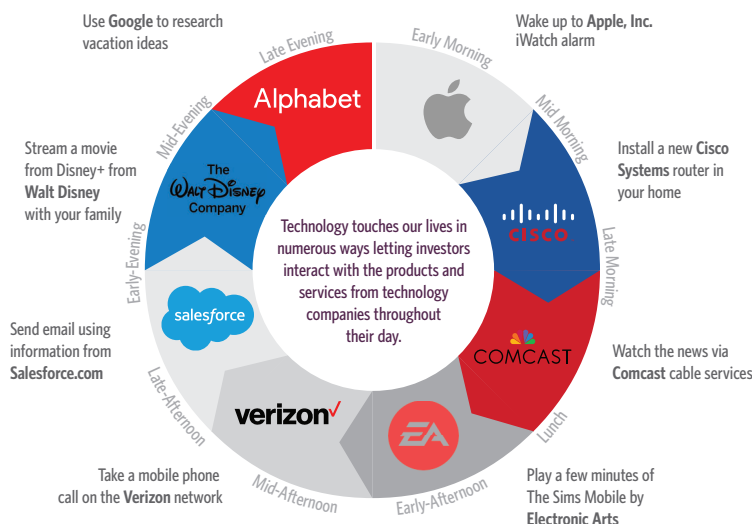 Use Google to research
vacation ideas
Late Evening
Early Morning
Wake up to Apple, Inc.
iWatch alarm
Alphabet
Mid-Evening
Mid Morning
Stream a movie
from Disney+ from
Walt Disney
with your family
The
Walt Disney
Company
Install a new Cisco
Systems router in
your home
CISCO
Technology touches our lives in
numerous ways letting investors
interact with the products and
services from technology
companies throughout
their day.
Early-Evening
Late Morning
Send email using
information from
Salesforce.com
salesforce
COMCAST
Watch the news via
Comcast cable services
Late-Afternoon
Lunch
verizon✓
EA
Take a mobile phone
call on the Verizon network
Mid-Afternoon
Early-Afternoon
Play a few minutes of
The Sims Mobile by
Electronic Arts